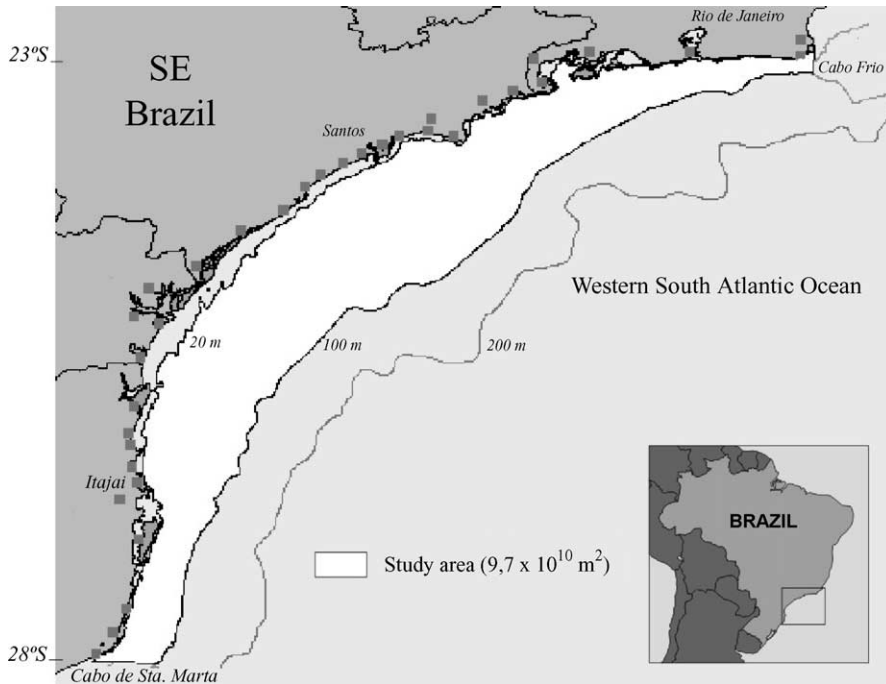 Rio de Janeiro
23ºS
SE
Brazil
Cabo Frio
Santos
Western South Atlantic Ocean
20 m
100 m
200 m
Itajai
BRAZIL
Study area (9,7 x 10¹⁰ m²)
28ºS
Cabo de Sta. Marta